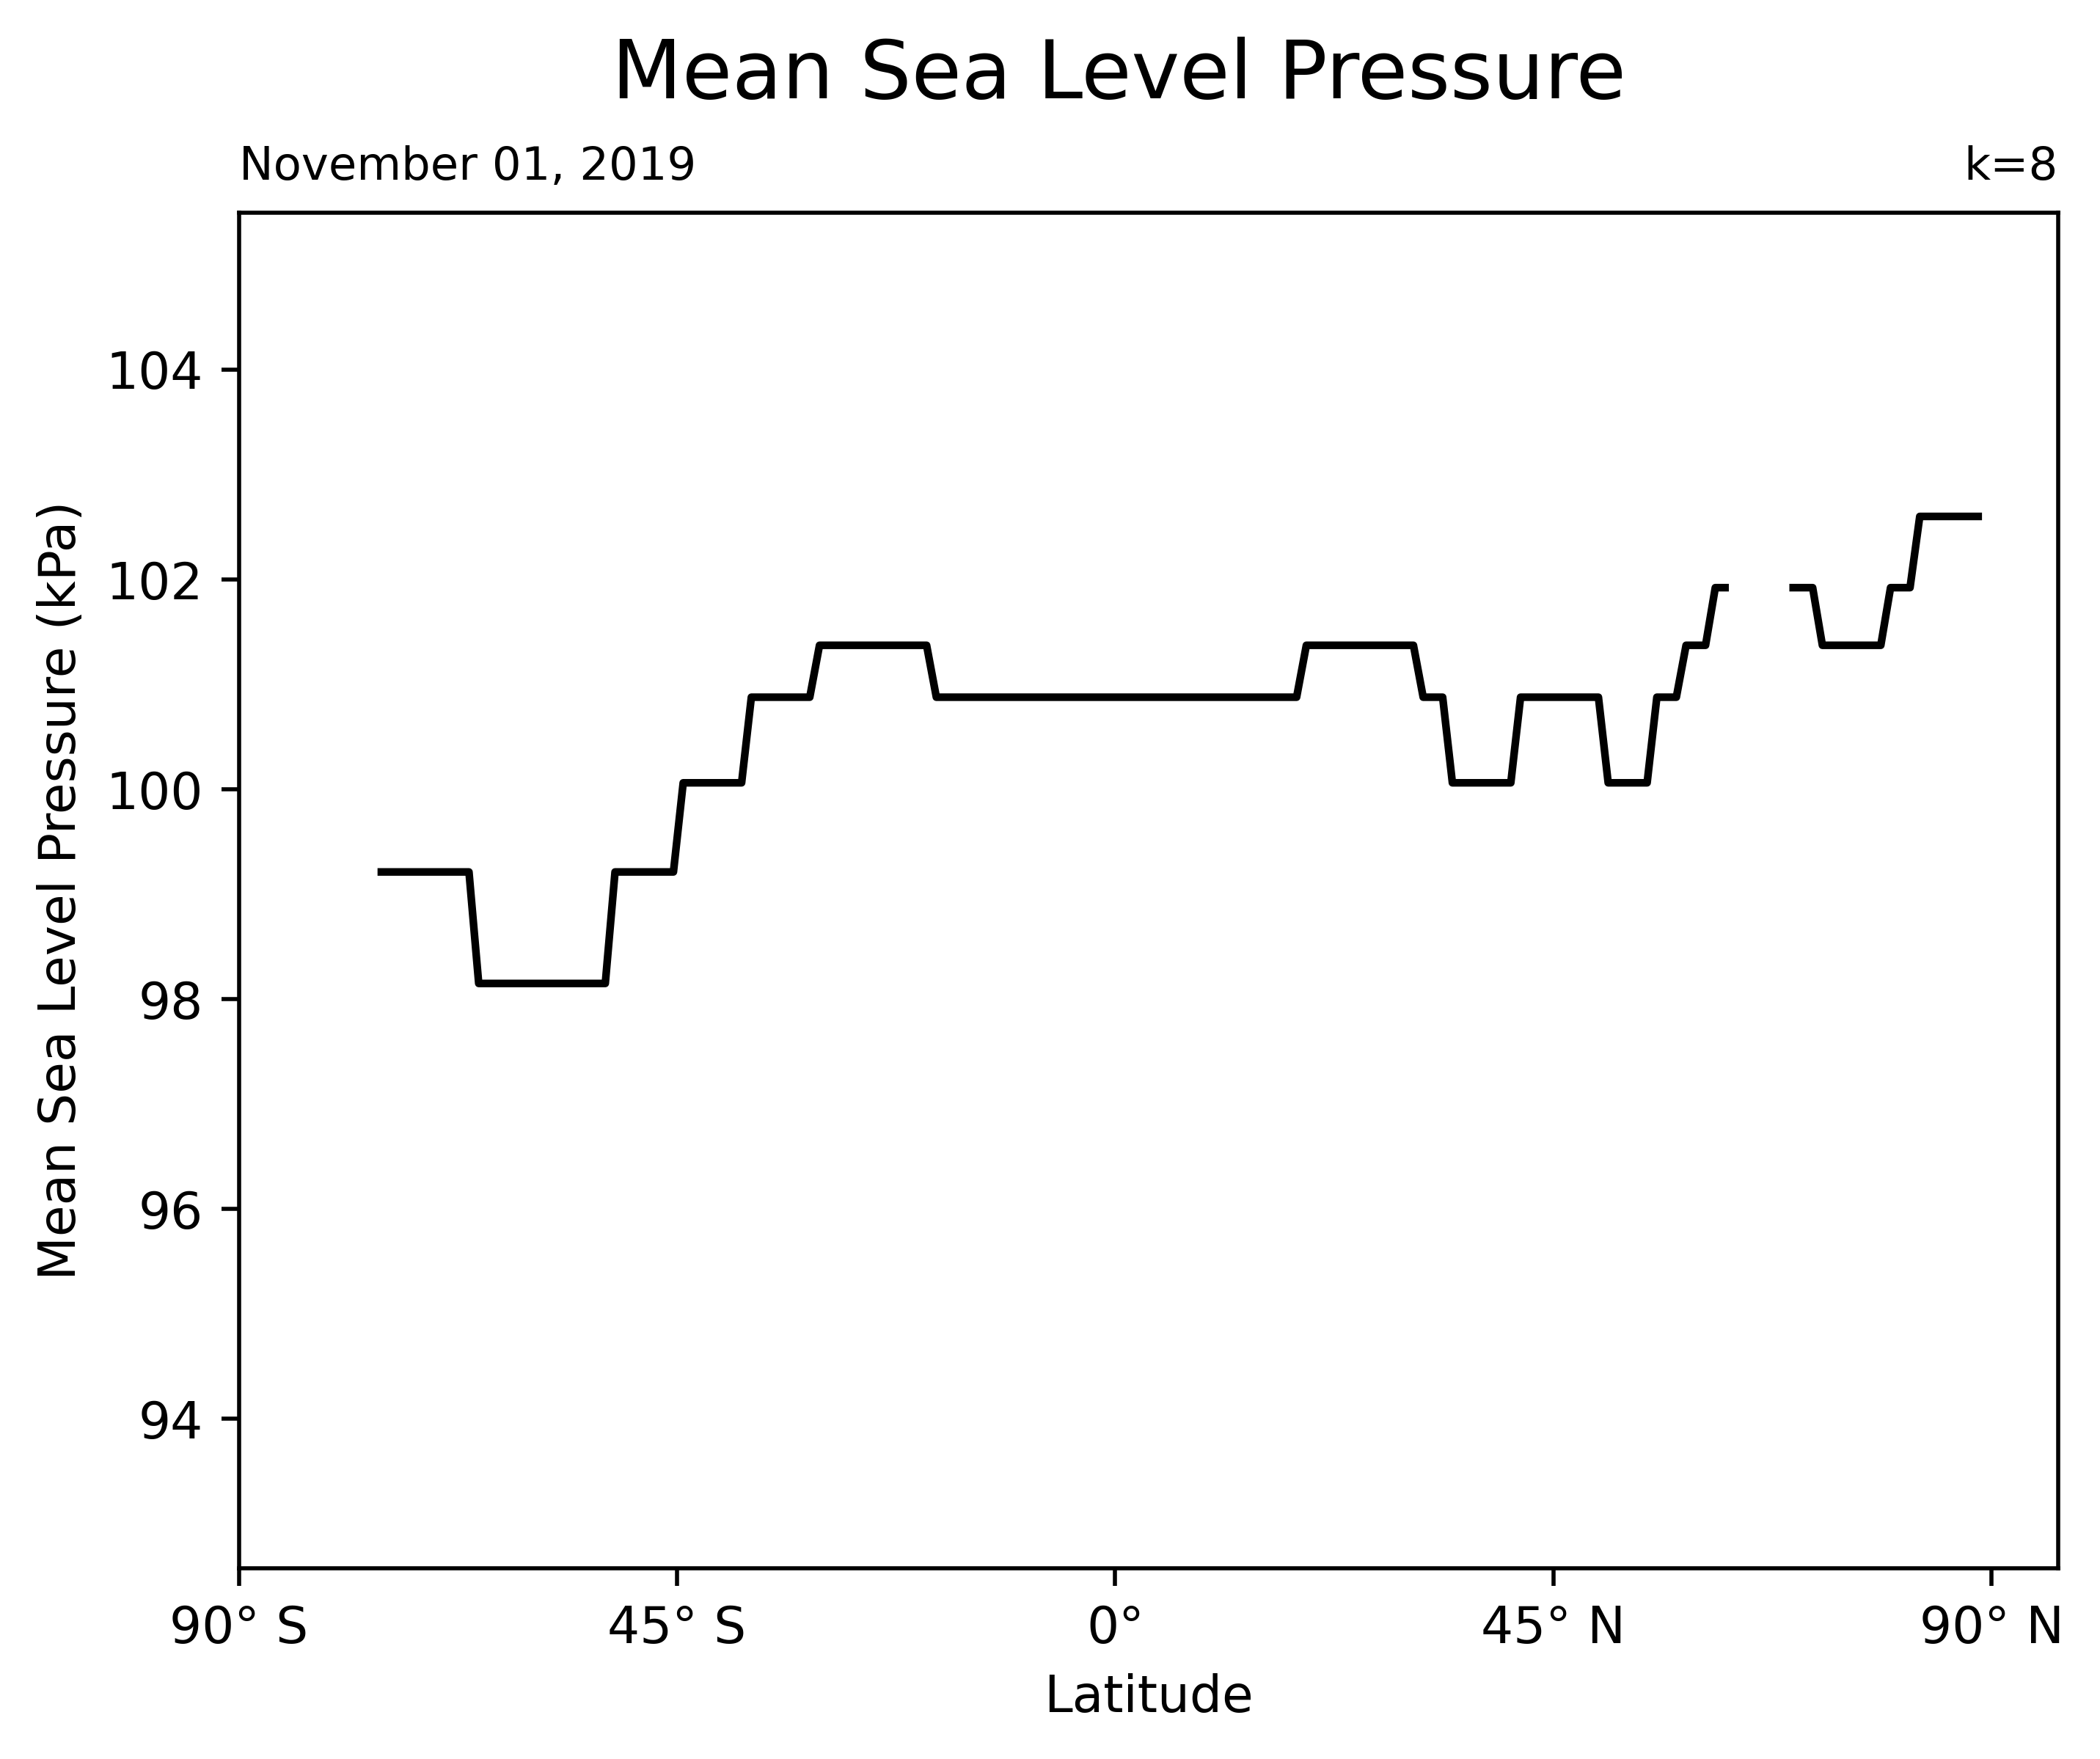 Mean Sea Level Pressure
November 01, 2019
k=8
Mean Sea Level Pressure (kPa)
104
102
100
98
96
94
90° S
45° S
0°
45° N
90° N
Latitude